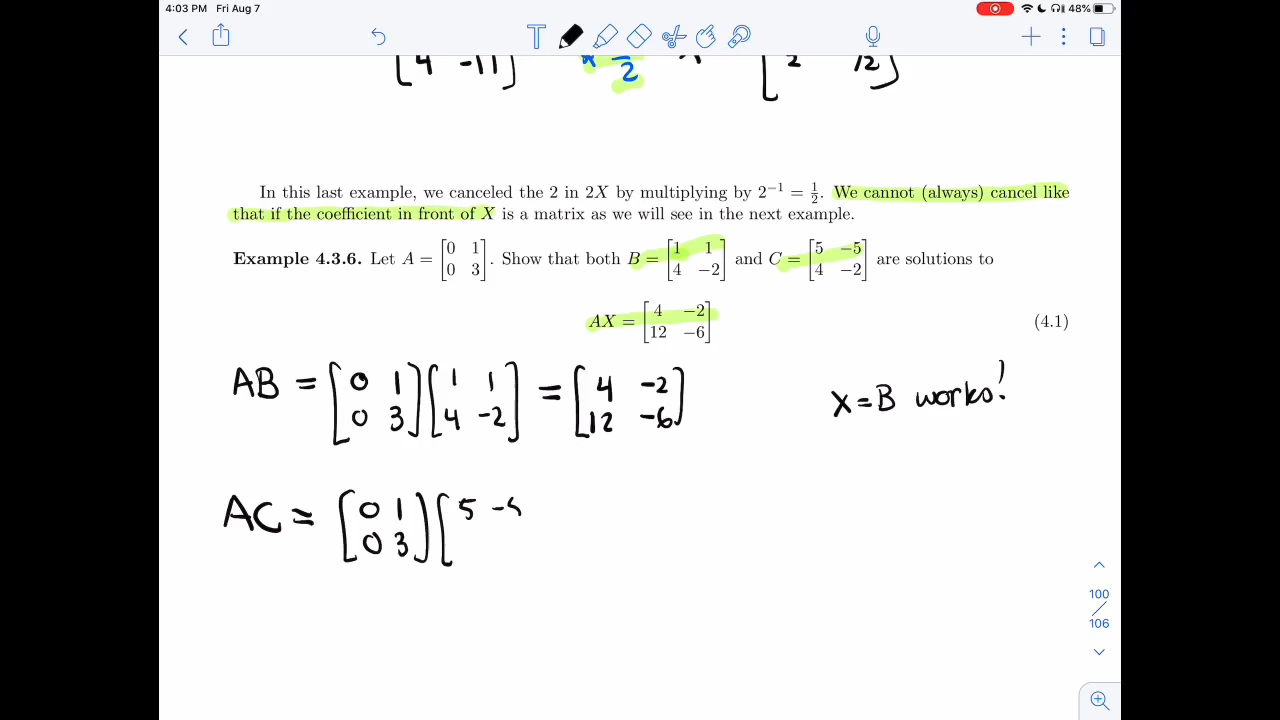 4:03 PM Fri Aug 7 48%
T
[4 -11] 2 x [2 12]
In this last example, we canceled the 2 in 2X by multiplying by 2⁻¹ = 1/2. We cannot (always) cancel like
that if the coefficient in front of X is a matrix as we will see in the next example.
Example 4.3.6. Let A = [0 1; 0 3]. Show that both B = [1 1; 4 -2] and C = [5 -5; 4 -2] are solutions to
AX = [4 -2; 12 -6] (4.1)
AB = [0 1; 0 3][1 1; 4 -2] = [4 -2; 12 -6] X = B works!
AC = [0 1; 0 3][5 -
100
106